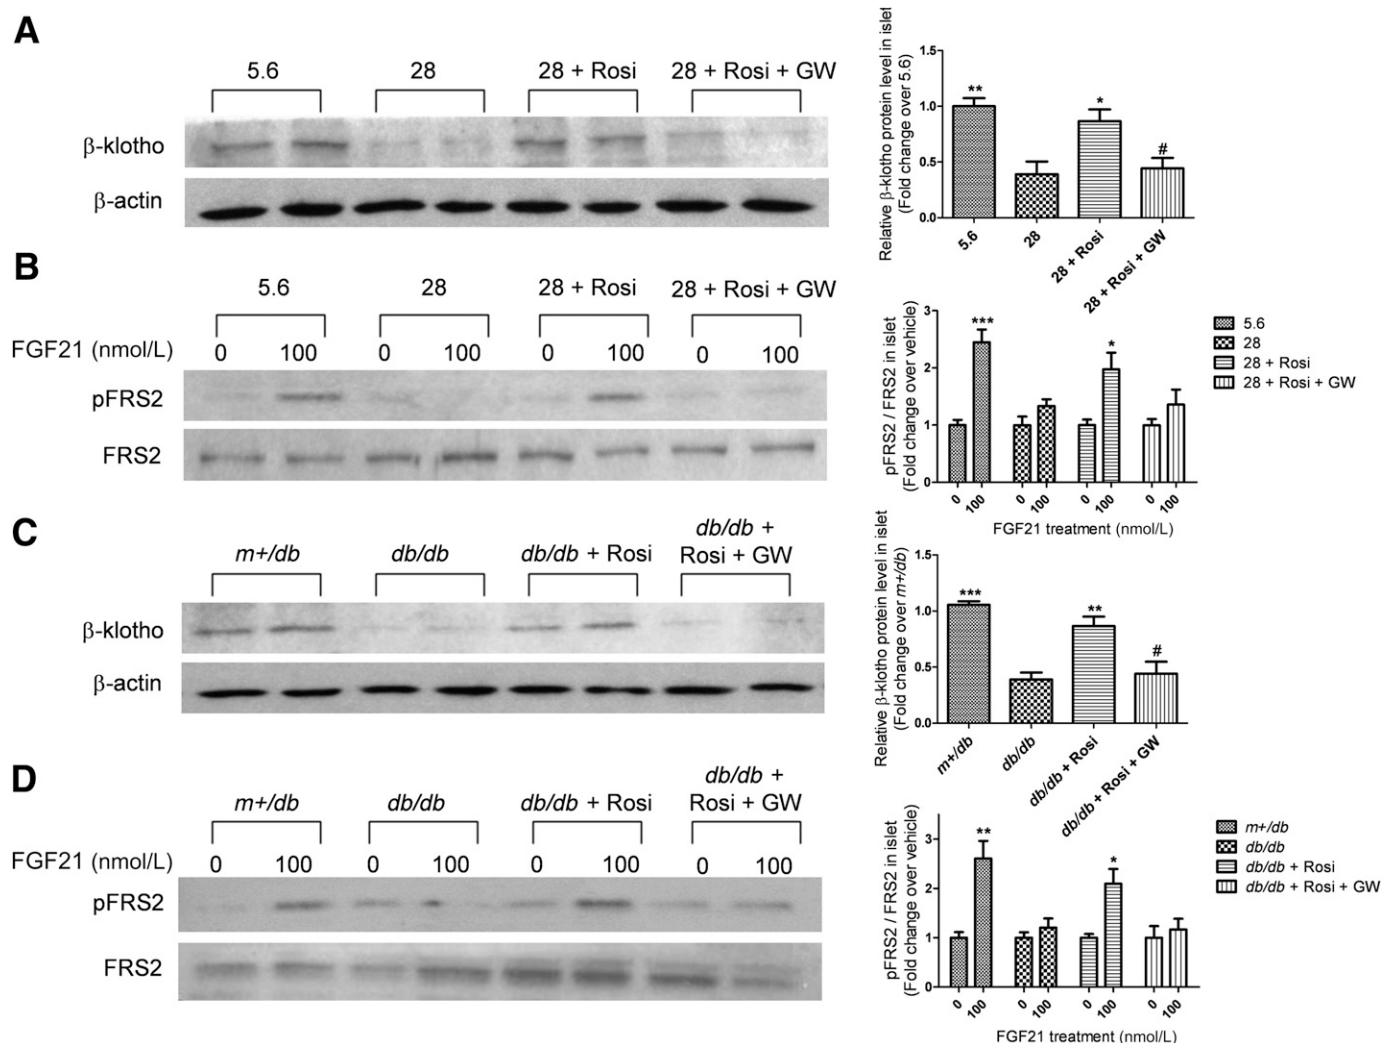 A
5.6 28 28 + Rosi 28 + Rosi + GW
β-klotho
β-actin
Relative β-klotho protein level in islet
(Fold change over 5.6)
1.5
1.0
0.5
0.0
** * #
5.6 28 28 + Rosi 28 + Rosi + GW
B
5.6 28 28 + Rosi 28 + Rosi + GW
FGF21 (nmol/L) 0 100 0 100 0 100 0 100
pFRS2
FRS2
pFRS2 / FRS2 in islet
(Fold change over vehicle)
3
2
1
0
*** *
0 100 0 100 0 100 0 100
FGF21 treatment (nmol/L)
5.6
28
28 + Rosi
28 + Rosi + GW
C
m+/db db/db db/db + Rosi db/db +
Rosi + GW
β-klotho
β-actin
Relative β-klotho protein level in islet
(Fold change over m+/db)
1.5
1.0
0.5
0.0
*** ** #
m+/db db/db db/db + Rosi db/db + Rosi + GW
D
m+/db db/db db/db + Rosi db/db +
Rosi + GW
FGF21 (nmol/L) 0 100 0 100 0 100 0 100
pFRS2
FRS2
pFRS2 / FRS2 in islet
(Fold change over vehicle)
3
2
1
0
** *
0 100 0 100 0 100 0 100
FGF21 treatment (nmol/L)
m+/db
db/db
db/db + Rosi
db/db + Rosi + GW